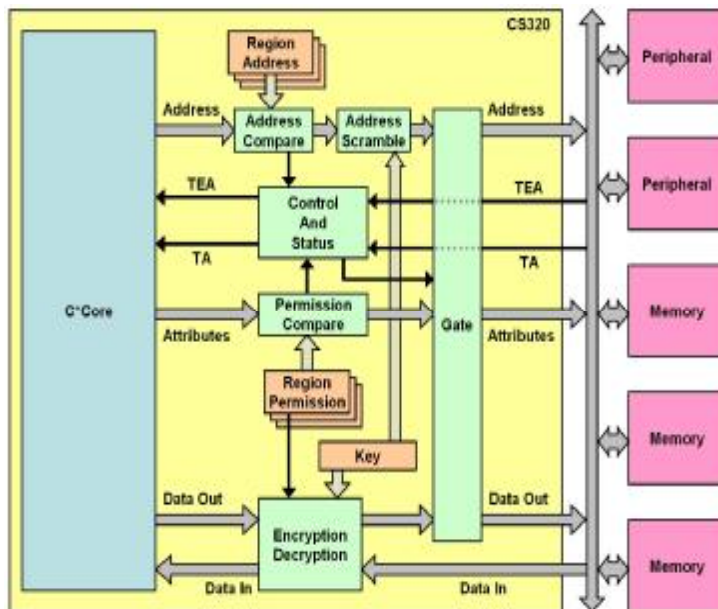 CS320
Region
Address
Peripheral
Address
Address
Compare
Address
Scramble
Address
TEA
TEA
Peripheral
Control
And
Status
TA
TA
C*Core
Permission
Compare
Gate
Memory
Attributes
Attributes
Region
Permission
Key
Memory
Data Out
Data Out
Encryption
Decryption
Memory
Data In
Data In